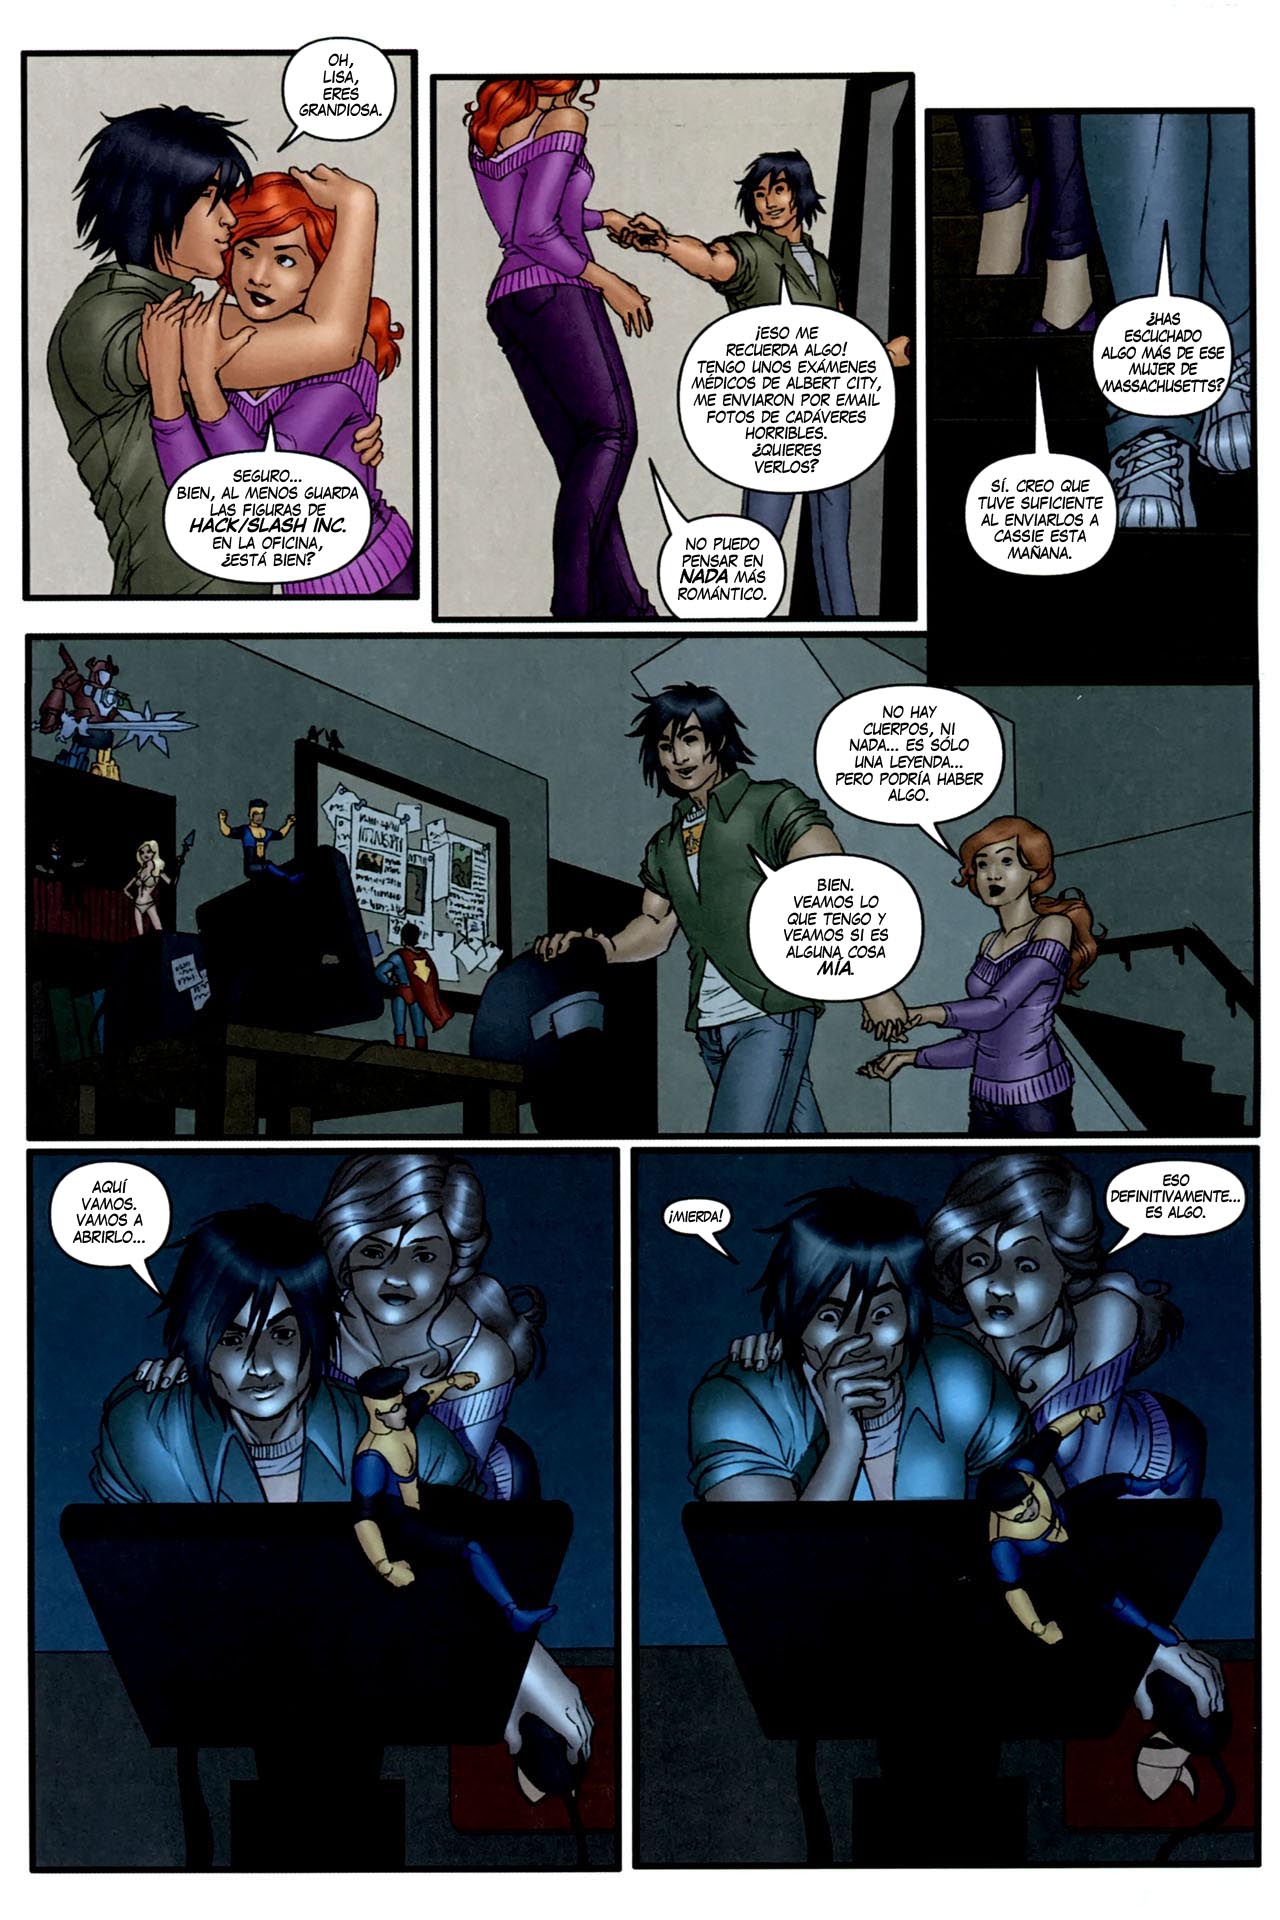 OH,
LISA,
ERES
GRANDIOSA.
SEGURO...
BIEN, AL MENOS GUARDA
LAS FIGURAS DE
HACK/SLASH INC.
EN LA OFICINA,
¿ESTÁ BIEN?
¡ESO ME
RECUERDA ALGO!
TENGO UNOS EXÁMENES
MÉDICOS DE ALBERT CITY,
ME ENVIARON POR EMAIL
FOTOS DE CADÁVERES
HORRIBLES.
¿QUIERES
VERLOS?
NO PUEDO
PENSAR EN
NADA MÁS
ROMÁNTICO.
¿HAS
ESCUCHADO
ALGO MÁS DE ESE
MUJER DE
MASSACHUSETTS?
SÍ. CREO QUE
TUVE SUFICIENTE
AL ENVIARLOS A
CASSIE ESTA
MAÑANA.
NO HAY
CUERPOS, NI
NADA... ES SÓLO
UNA LEYENDA...
PERO PODRÍA HABER
ALGO.
BIEN.
VEAMOS LO
QUE TENGO Y
VEAMOS SI ES
ALGUNA COSA
MÍA.
AQUÍ
VAMOS.
VAMOS A
ABRIRLO...
¡MIERDA!
ESO
DEFINITIVAMENTE...
ES ALGO.